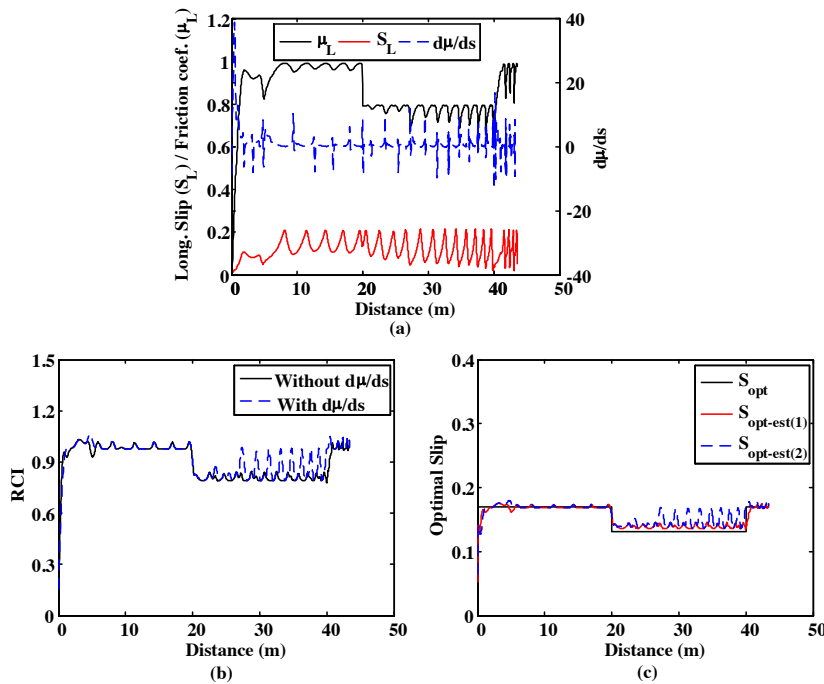 μ_L S_L dμ/ds
Long. Slip (S_L) / Friction coef. (μ_L)
1.2
1
0.8
0.6
0.4
0.2
0
40
20
0
-20
-40
dμ/ds
0 10 20 30 40 50
Distance (m)
(a)
Without dμ/ds
With dμ/ds
RCI
1.5
1.2
0.9
0.6
0.3
0
0 10 20 30 40 50
Distance (m)
(b)
S_opt
S_opt-est(1)
S_opt-est(2)
Optimal Slip
0.4
0.3
0.2
0.1
0
0 10 20 30 40 50
Distance (m)
(c)